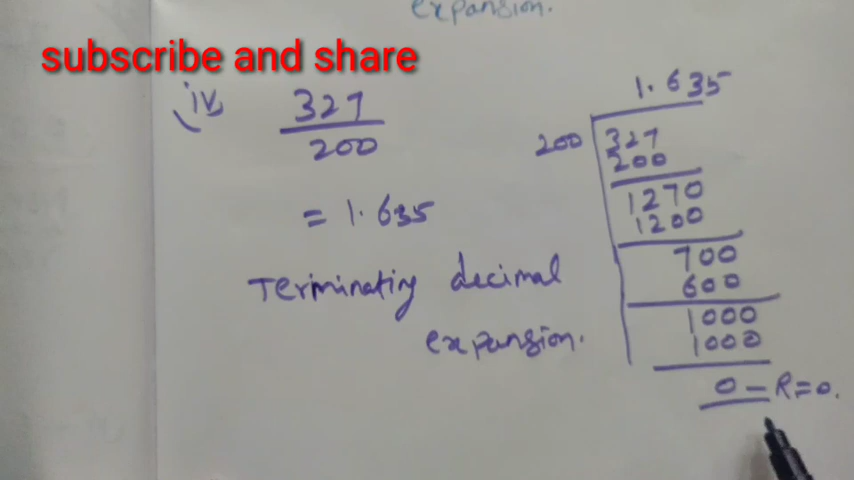 expansion.
subscribe and share
iv) 327
200
= 1.635
Terminating decimal
expansion.
1.635
200 327
200
1270
1200
700
600
1000
1000
0 – R=0.